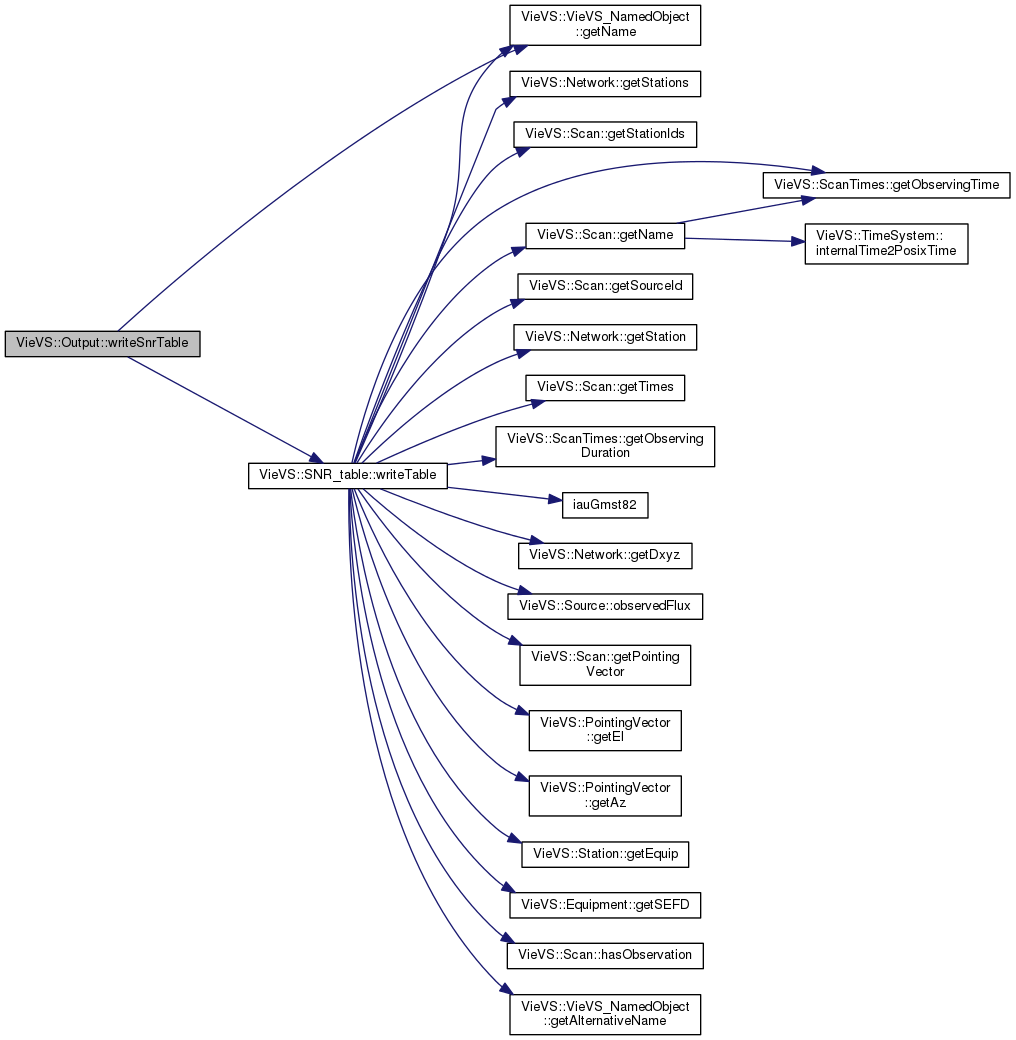 VieVS::VieVS_NamedObject
::getName
VieVS::Network::getStations
VieVS::Scan::getStationIds
VieVS::ScanTimes::getObservingTime
VieVS::Scan::getName
VieVS::TimeSystem::
internalTime2PosixTime
VieVS::Scan::getSourceId
VieVS::Output::writeSnrTable
VieVS::Network::getStation
VieVS::Scan::getTimes
VieVS::ScanTimes::getObserving
Duration
VieVS::SNR_table::writeTable
iauGmst82
VieVS::Network::getDxyz
VieVS::Source::observedFlux
VieVS::Scan::getPointing
Vector
VieVS::PointingVector
::getEl
VieVS::PointingVector
::getAz
VieVS::Station::getEquip
VieVS::Equipment::getSEFD
VieVS::Scan::hasObservation
VieVS::VieVS_NamedObject
::getAlternativeName